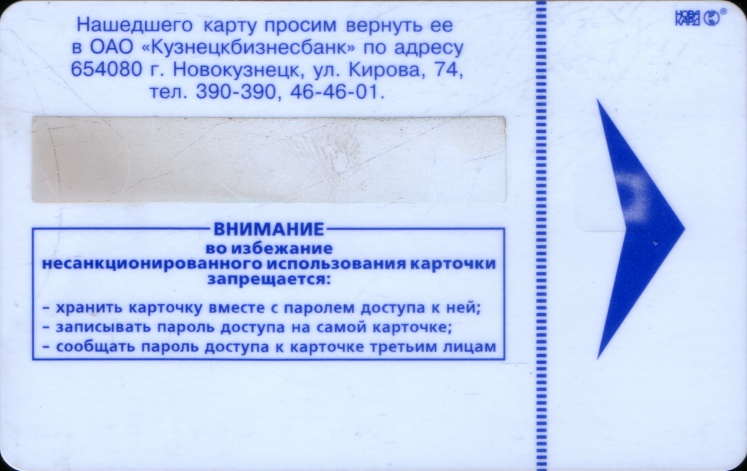 Нашедшего карту просим вернуть ее
в ОАО «Кузнецкбизнесбанк» по адресу
654080 г. Новокузнецк, ул. Кирова, 74,
тел. 390-390, 46-46-01.
НОВАЯ
КАРТА
ВНИМАНИЕ
во избежание
несанкционированного использования карточки
запрещается:
– хранить карточку вместе с паролем доступа к ней;
– записывать пароль доступа на самой карточке;
– сообщать пароль доступа к карточке третьим лицам